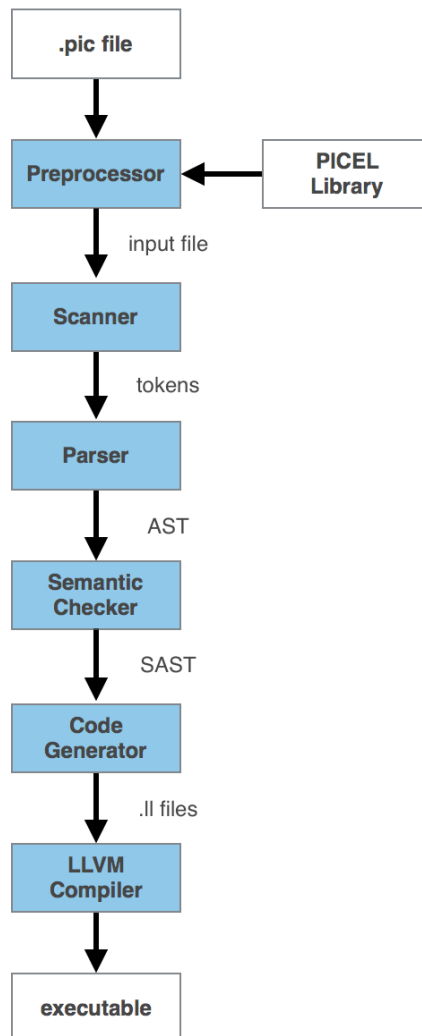 .pic file
Preprocessor
PICEL
Library
input file
Scanner
tokens
Parser
AST
Semantic
Checker
SAST
Code
Generator
.ll files
LLVM
Compiler
executable